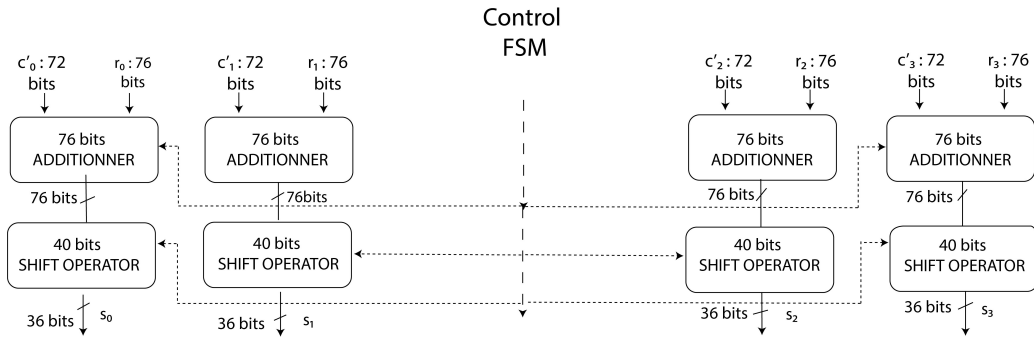 Control
FSM
c'₀ : 72
bits
r₀ : 76
bits
c'₁ : 72
bits
r₁ : 76
bits
c'₂ : 72
bits
r₂ : 76
bits
c'₃ : 72
bits
r₃ : 76
bits
76 bits
ADDITIONNER
76 bits
ADDITIONNER
76 bits
ADDITIONNER
76 bits
ADDITIONNER
76 bits
76bits
76 bits
76 bits
40 bits
SHIFT OPERATOR
40 bits
SHIFT OPERATOR
40 bits
SHIFT OPERATOR
40 bits
SHIFT OPERATOR
36 bits
s₀
36 bits
s₁
36 bits
s₂
36 bits
s₃